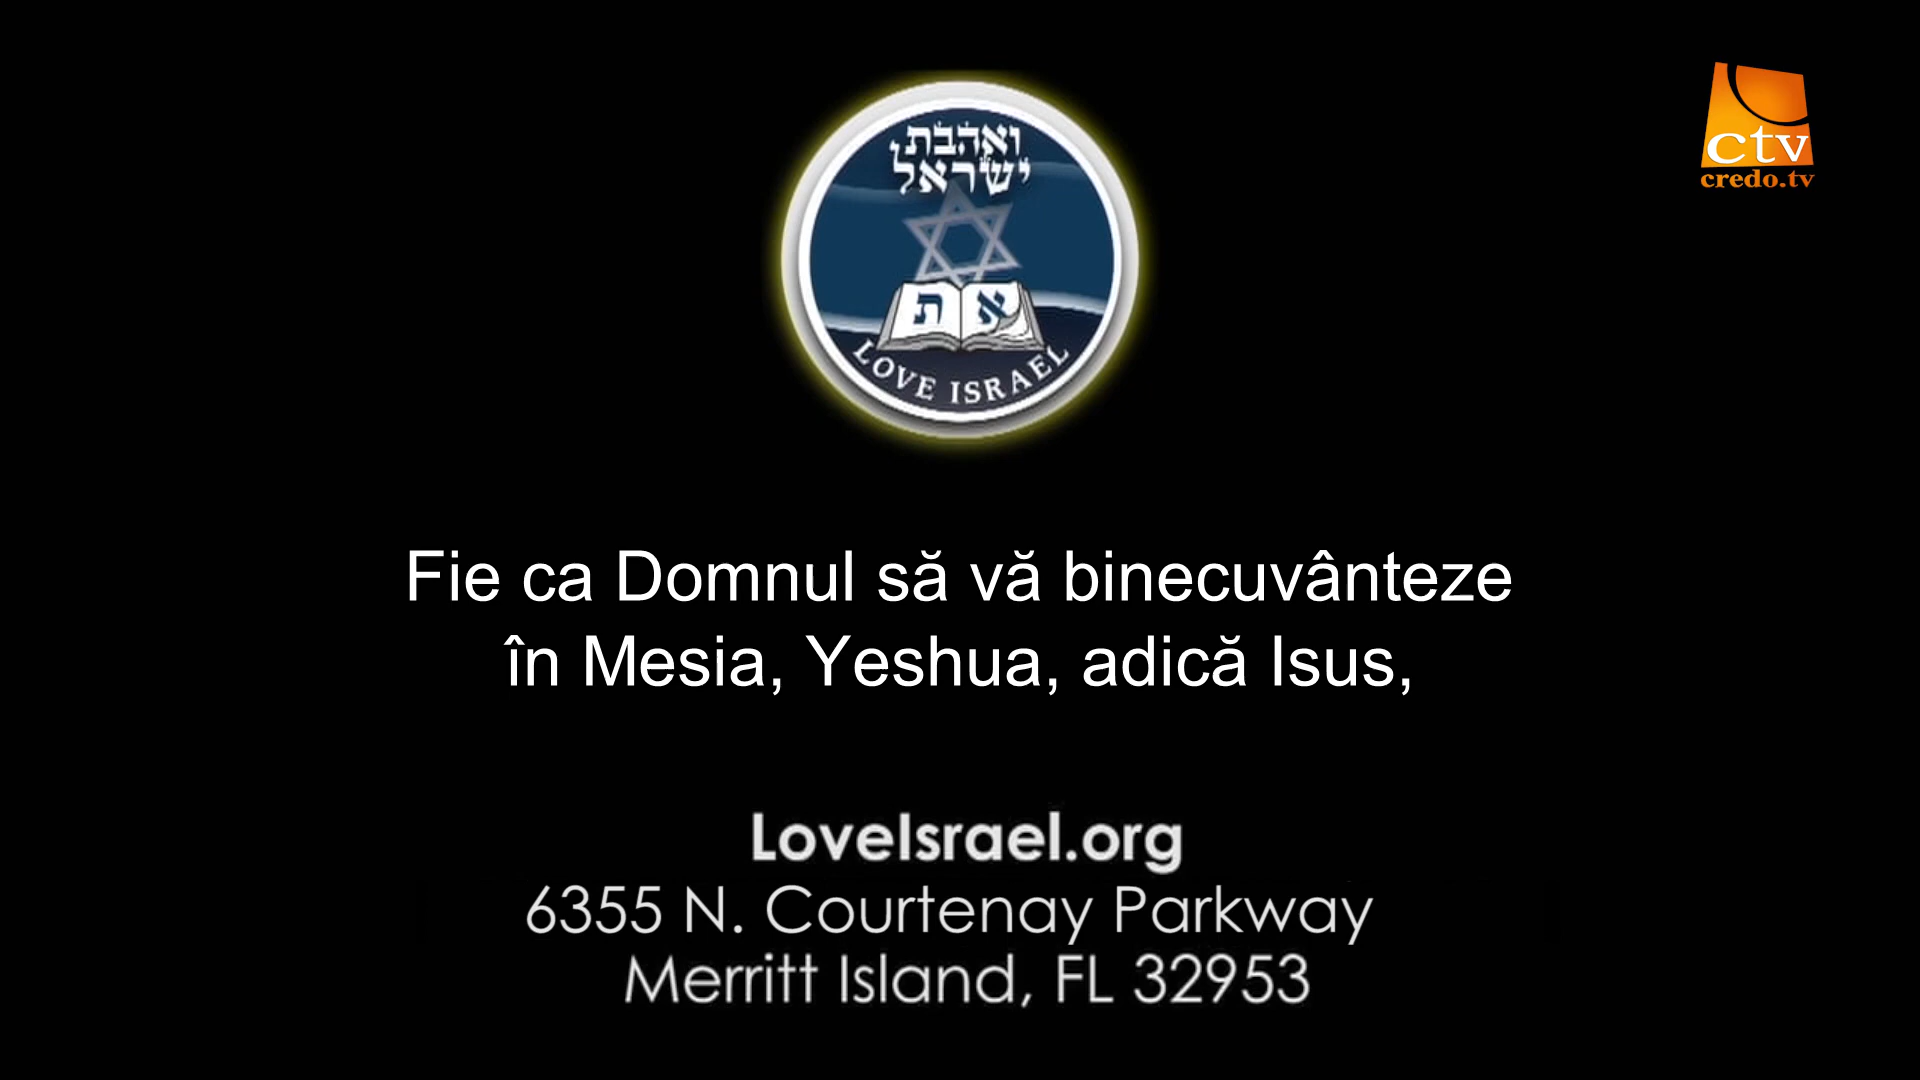 ואהבת
ישראל
ת א
LOVE ISRAEL
ctv
credo.tv
Fie ca Domnul să vă binecuvânteze
în Mesia, Yeshua, adică Isus,
LoveIsrael.org
6355 N. Courtenay Parkway
Merritt Island, FL 32953